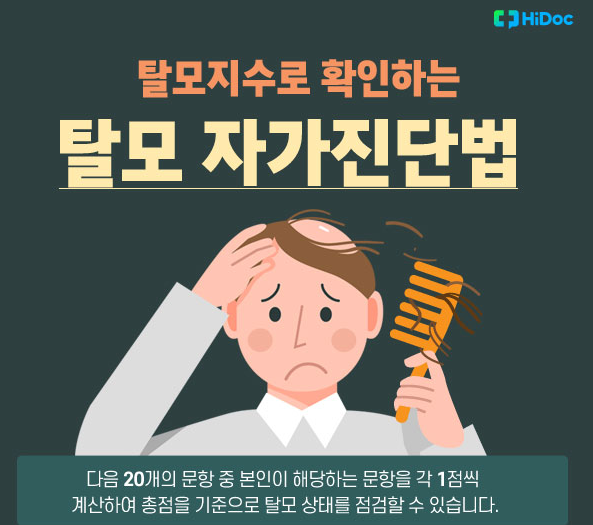 HiDoc
탈모지수로 확인하는
탈모 자가진단법
다음 20개의 문항 중 본인이 해당하는 문항을 각 1점씩
계산하여 총점을 기준으로 탈모 상태를 점검할 수 있습니다.